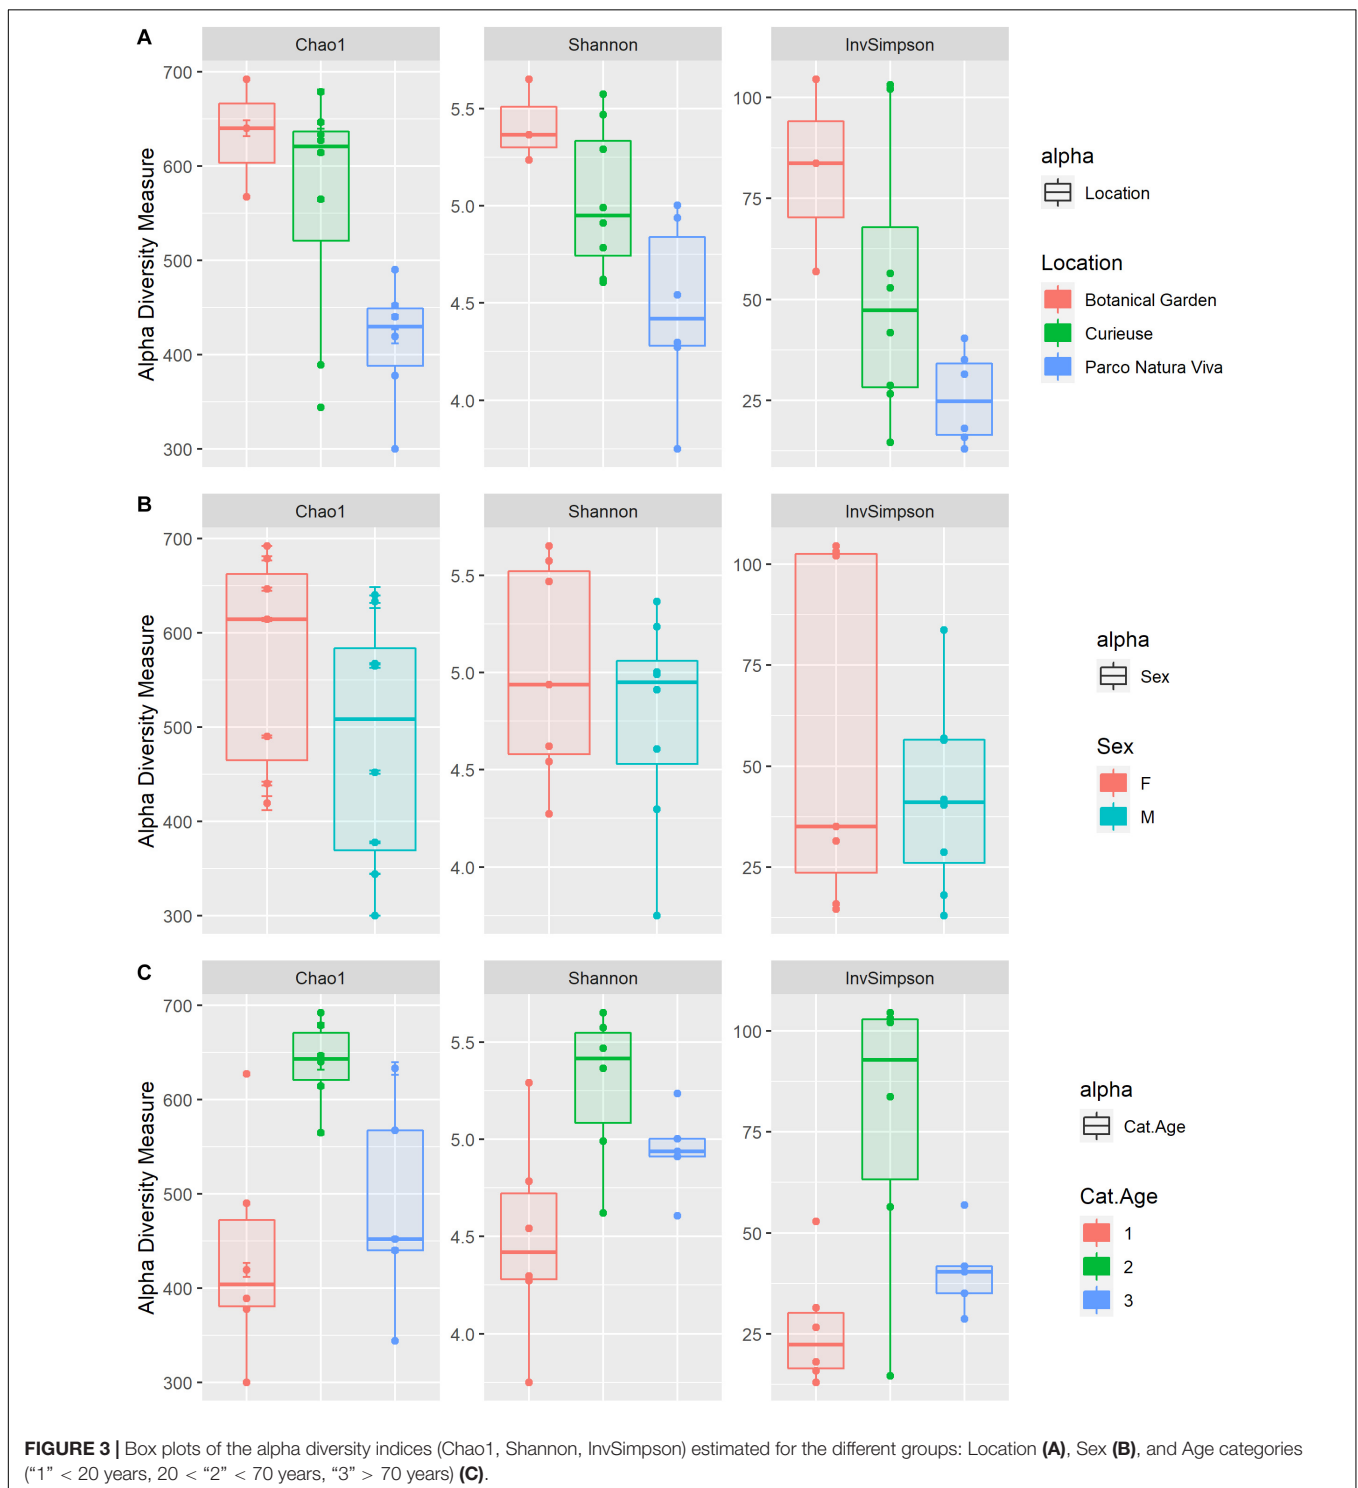 A
Chao1
Shannon
InvSimpson
Alpha Diversity Measure
700
600
500
400
300
5.5
5.0
4.5
4.0
100
75
50
25
alpha
Location
Location
Botanical Garden
Curieuse
Parco Natura Viva
B
Chao1
Shannon
InvSimpson
Alpha Diversity Measure
700
600
500
400
300
5.5
5.0
4.5
4.0
100
75
50
25
alpha
Sex
Sex
F
M
C
Chao1
Shannon
InvSimpson
Alpha Diversity Measure
700
600
500
400
300
5.5
5.0
4.5
4.0
100
75
50
25
alpha
Cat.Age
Cat.Age
1
2
3
FIGURE 3 | Box plots of the alpha diversity indices (Chao1, Shannon, InvSimpson) estimated for the different groups: Location (A), Sex (B), and Age categories
(“1” < 20 years, 20 < “2” < 70 years, “3” > 70 years) (C).